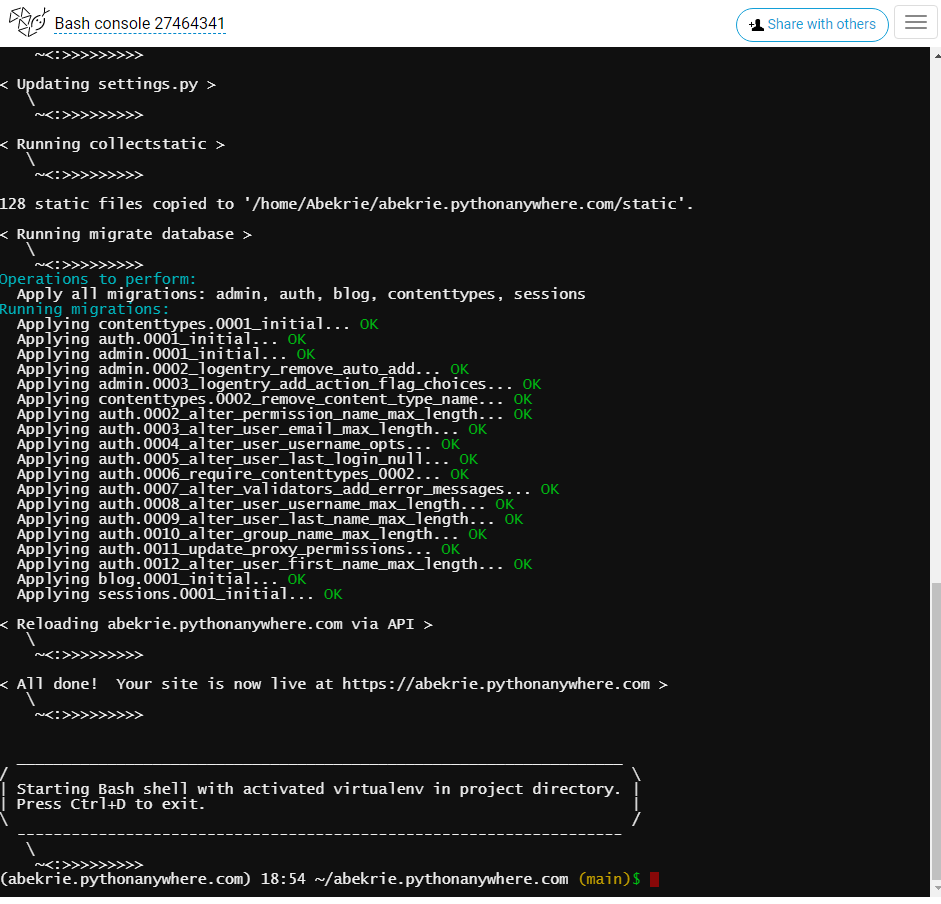 Bash console 27464341
Share with others
~<:>>>>>>>>>
< Updating settings.py >
\
~<:>>>>>>>>>
< Running collectstatic >
\
~<:>>>>>>>>>
128 static files copied to '/home/Abekrie/abekrie.pythonanywhere.com/static'.
< Running migrate database >
\
~<:>>>>>>>>>
Operations to perform:
Apply all migrations: admin, auth, blog, contenttypes, sessions
Running migrations:
Applying contenttypes.0001_initial... OK
Applying auth.0001_initial... OK
Applying admin.0001_initial... OK
Applying admin.0002_logentry_remove_auto_add... OK
Applying admin.0003_logentry_add_action_flag_choices... OK
Applying contenttypes.0002_remove_content_type_name... OK
Applying auth.0002_alter_permission_name_max_length... OK
Applying auth.0003_alter_user_email_max_length... OK
Applying auth.0004_alter_user_username_opts... OK
Applying auth.0005_alter_user_last_login_null... OK
Applying auth.0006_require_contenttypes_0002... OK
Applying auth.0007_alter_validators_add_error_messages... OK
Applying auth.0008_alter_user_username_max_length... OK
Applying auth.0009_alter_user_last_name_max_length... OK
Applying auth.0010_alter_group_name_max_length... OK
Applying auth.0011_update_proxy_permissions... OK
Applying auth.0012_alter_user_first_name_max_length... OK
Applying blog.0001_initial... OK
Applying sessions.0001_initial... OK
< Reloading abekrie.pythonanywhere.com via API >
\
~<:>>>>>>>>>
< All done!  Your site is now live at https://abekrie.pythonanywhere.com >
\
~<:>>>>>>>>>
___________________________________________________________________
/ \
| Starting Bash shell with activated virtualenv in project directory. |
| Press Ctrl+D to exit. |
\ /
-------------------------------------------------------------------
\
~<:>>>>>>>>>
(abekrie.pythonanywhere.com) 18:54 ~/abekrie.pythonanywhere.com (main)$